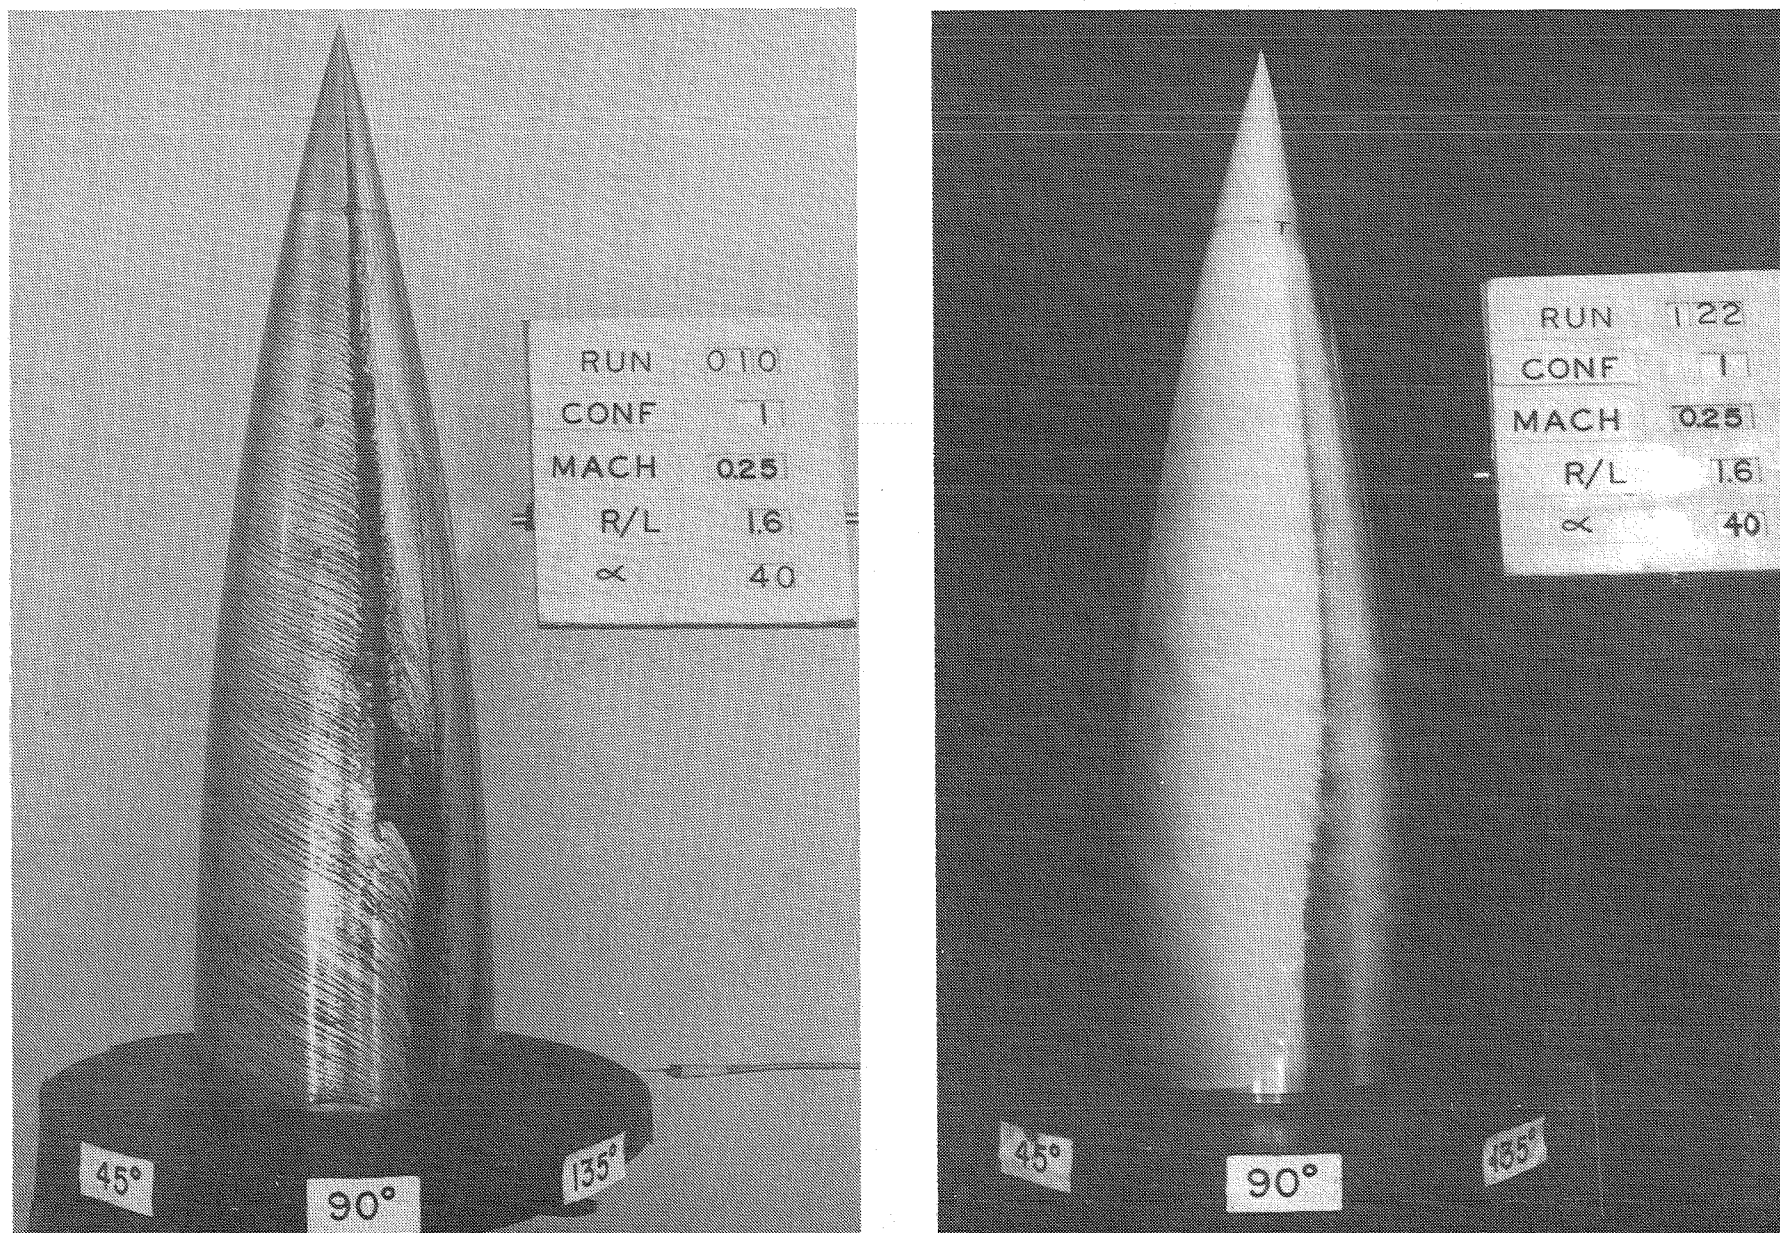 RUN 010
CONF 1
MACH 0.25
R/L 1.6
∝ 40
45°
90°
135°
RUN 122
CONF 1
MACH 0.25
R/L 1.6
∝ 40
45°
90°
135°